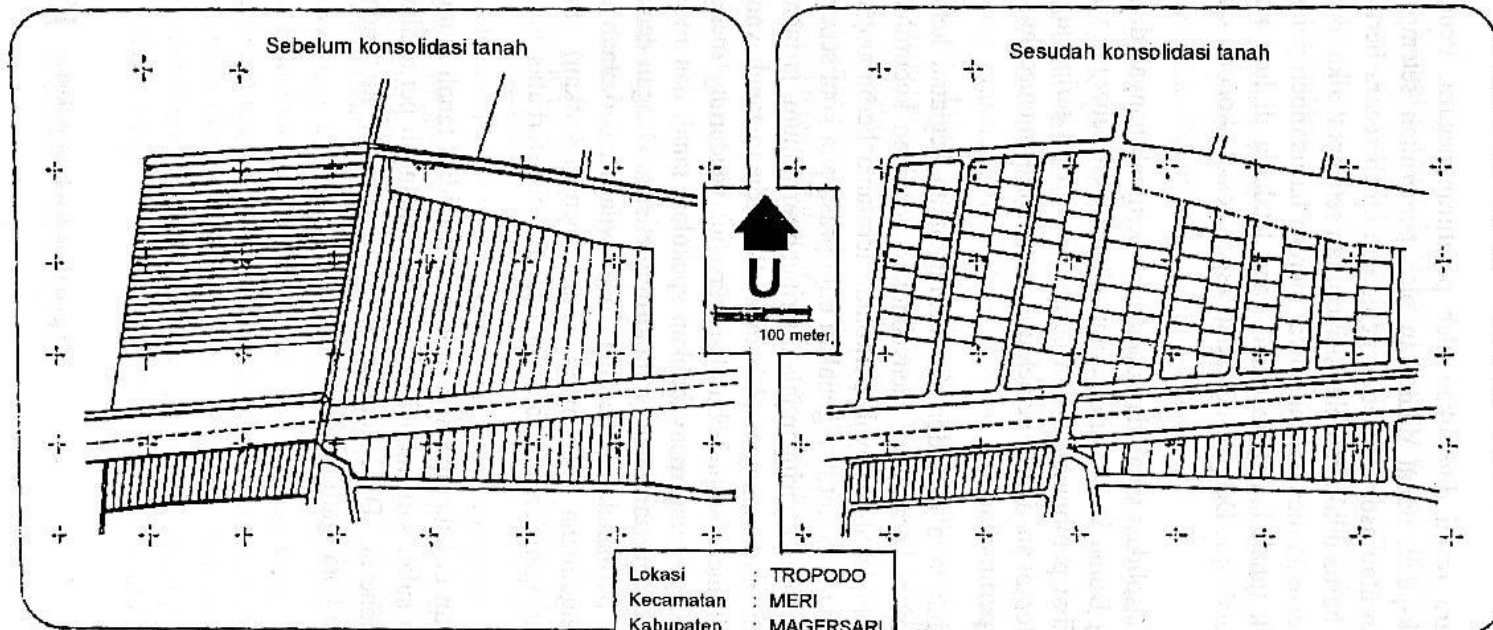 Sebelum konsolidasi tanah
Sesudah konsolidasi tanah
U
100 meter
Lokasi : TROPODO
Kecamatan : MERI
Kabupaten : MAGERSARI